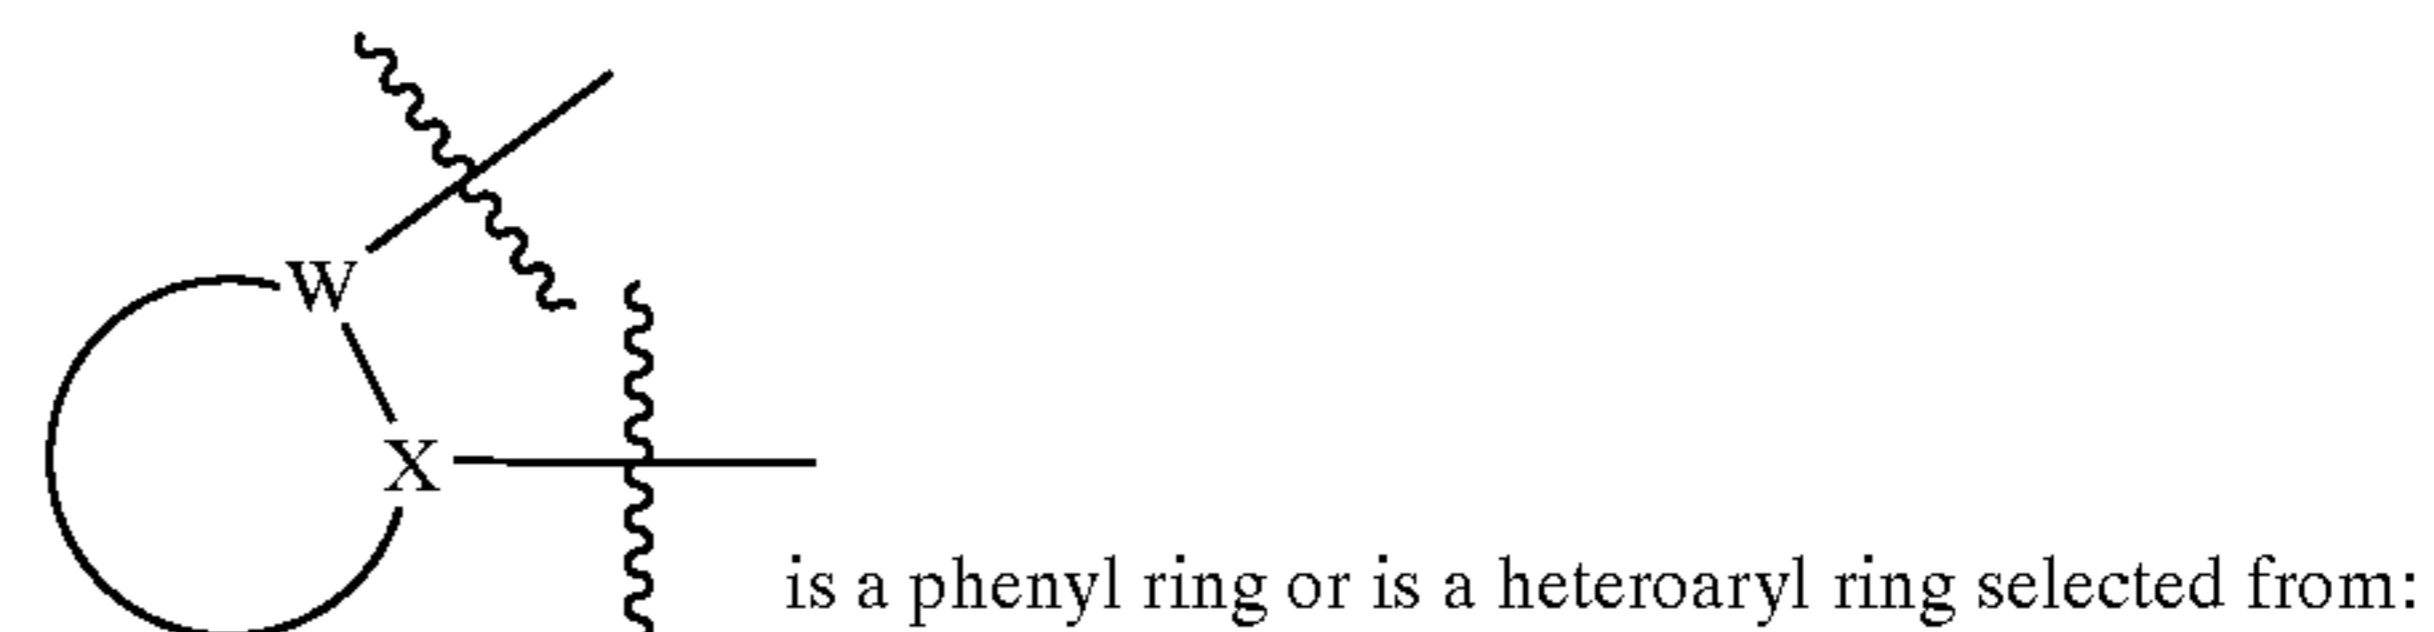 W
X
is a phenyl ring or is a heteroaryl ring selected from: